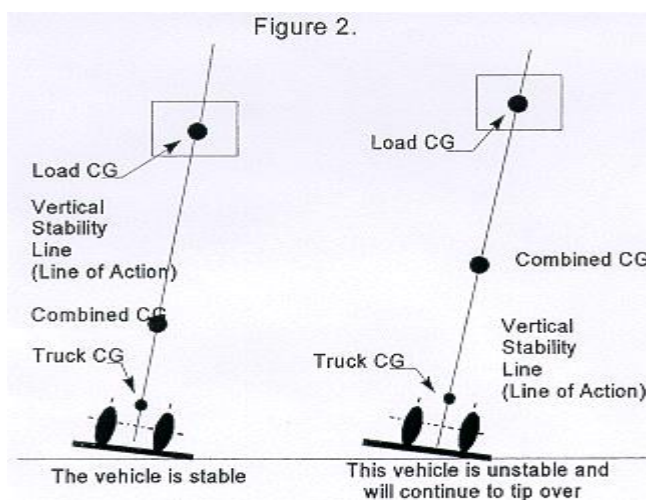 Figure 2.
Load CG
Vertical
Stability
Line
(Line of Action)
Combined CG
Truck CG
The vehicle is stable
Load CG
Combined CG
Vertical
Stability
Line
(Line of Action)
Truck CG
This vehicle is unstable and
will continue to tip over